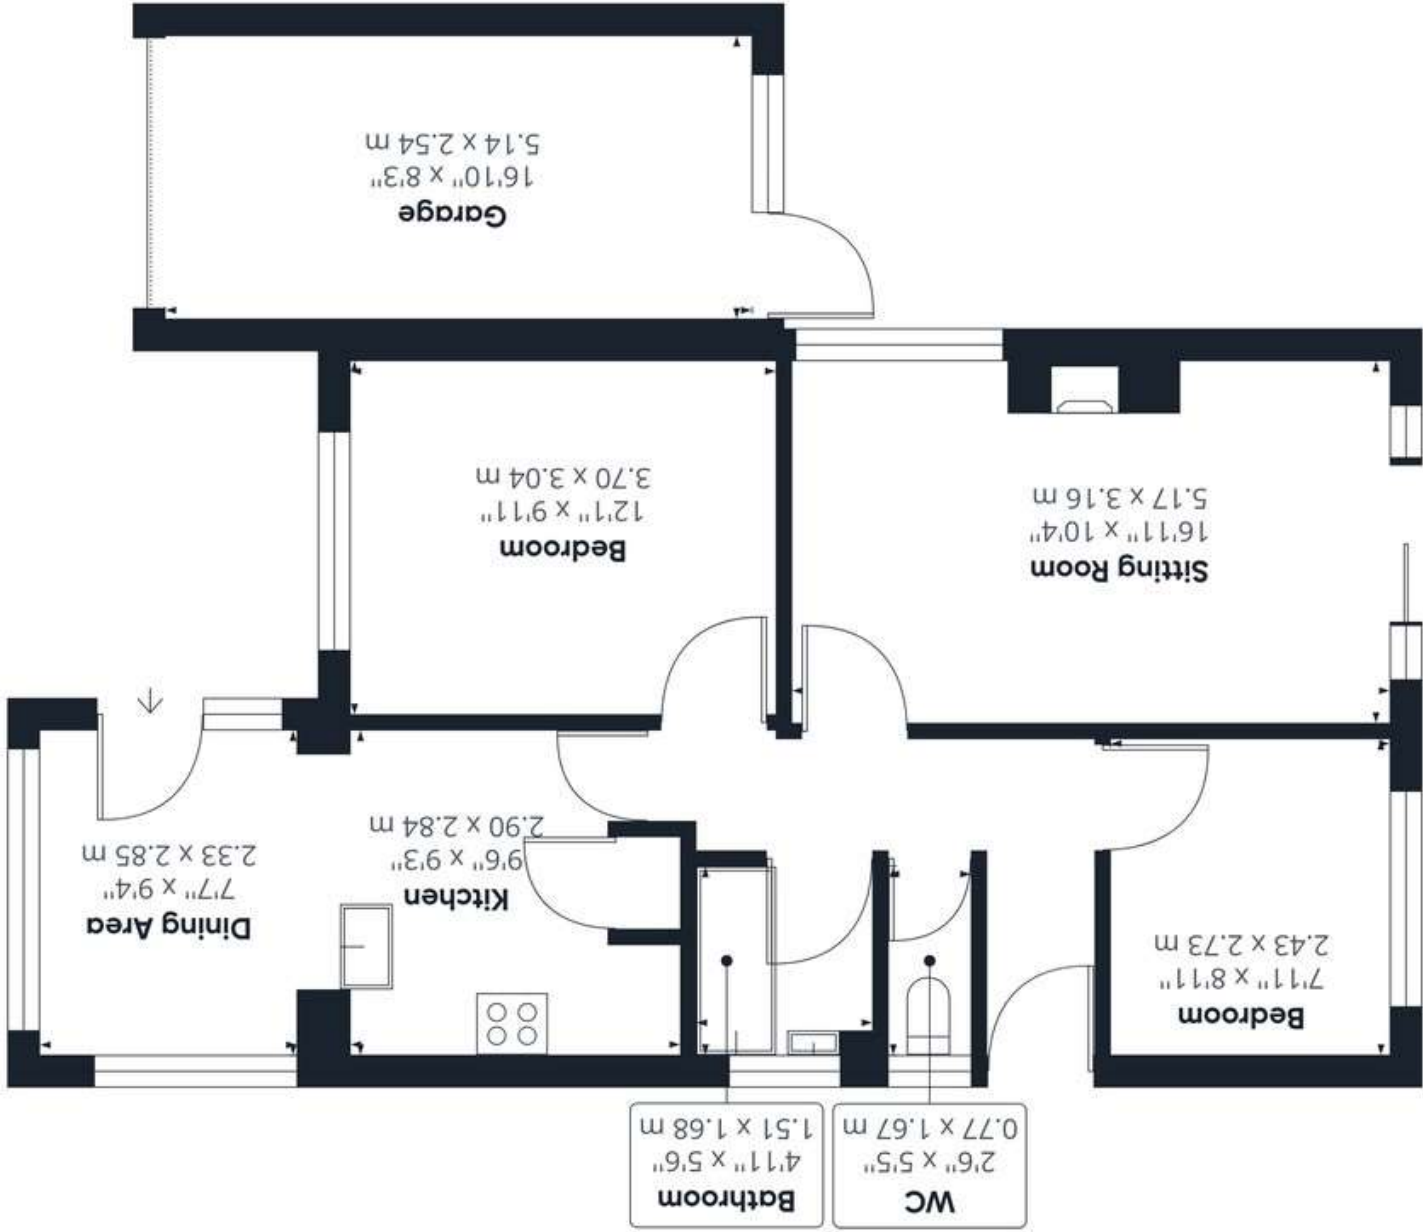 WC
2'6" x 5'5"
0.77 x 1.67 m
Bathroom
4'11" x 5'6"
1.51 x 1.68 m
Bedroom
7'11" x 8'11"
2.43 x 2.73 m
Kitchen
9'6" x 9'3"
2.90 x 2.84 m
Dining Area
7'7" x 9'4"
2.33 x 2.85 m
Sitting Room
16'11" x 10'4"
5.17 x 3.16 m
Bedroom
12'1" x 9'11"
3.70 x 3.04 m
Garage
16'10" x 8'3"
5.14 x 2.54 m